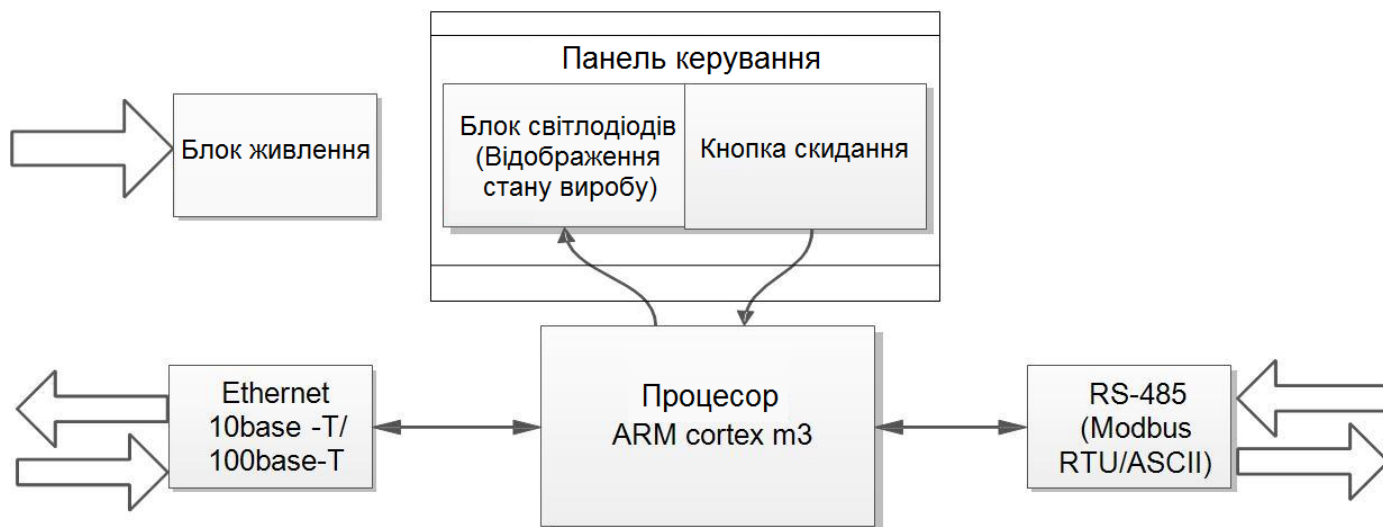 Панель керування
Блок живлення
Блок світлодіодів
(Відображення
стану виробу)
Кнопка скидання
Ethernet
10base -T/
100base-T
Процесор
ARM cortex m3
RS-485
(Modbus
RTU/ASCII)